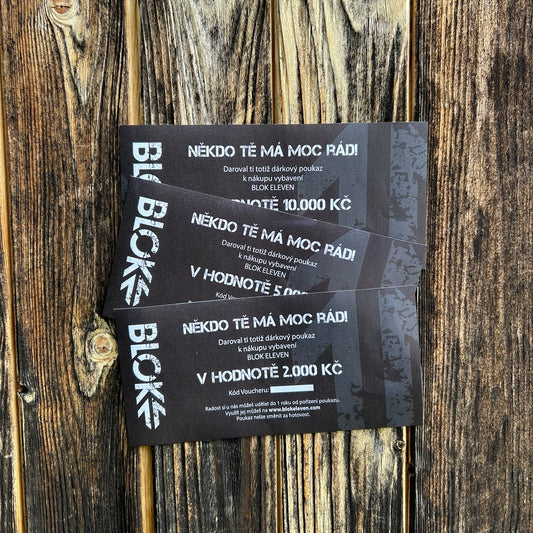 BLOK
NĚKDO TĚ MÁ MOC RÁD!
Daroval ti totiž dárkový poukaz
k nákupu vybavení
BLOK ELEVEN
HODNOTĚ 10.000 KČ
BLOK
NĚKDO TĚ MÁ MOC RÁD!
Daroval ti totiž dárkový poukaz
k nákupu vybavení
BLOK ELEVEN
V HODNOTĚ 5.00
Kód Voucheru:
BLOK
NĚKDO TĚ MÁ MOC RÁD!
Daroval ti totiž dárkový poukaz
k nákupu vybavení
BLOK ELEVEN
V HODNOTĚ 2.000 KČ
Kód Voucheru:
Radost si u nás můžeš udělat do 1 roku od pořízení poukazu.
Využít jej můžeš na www.blokeleven.com
Poukaz nelze směnit za hotovost.